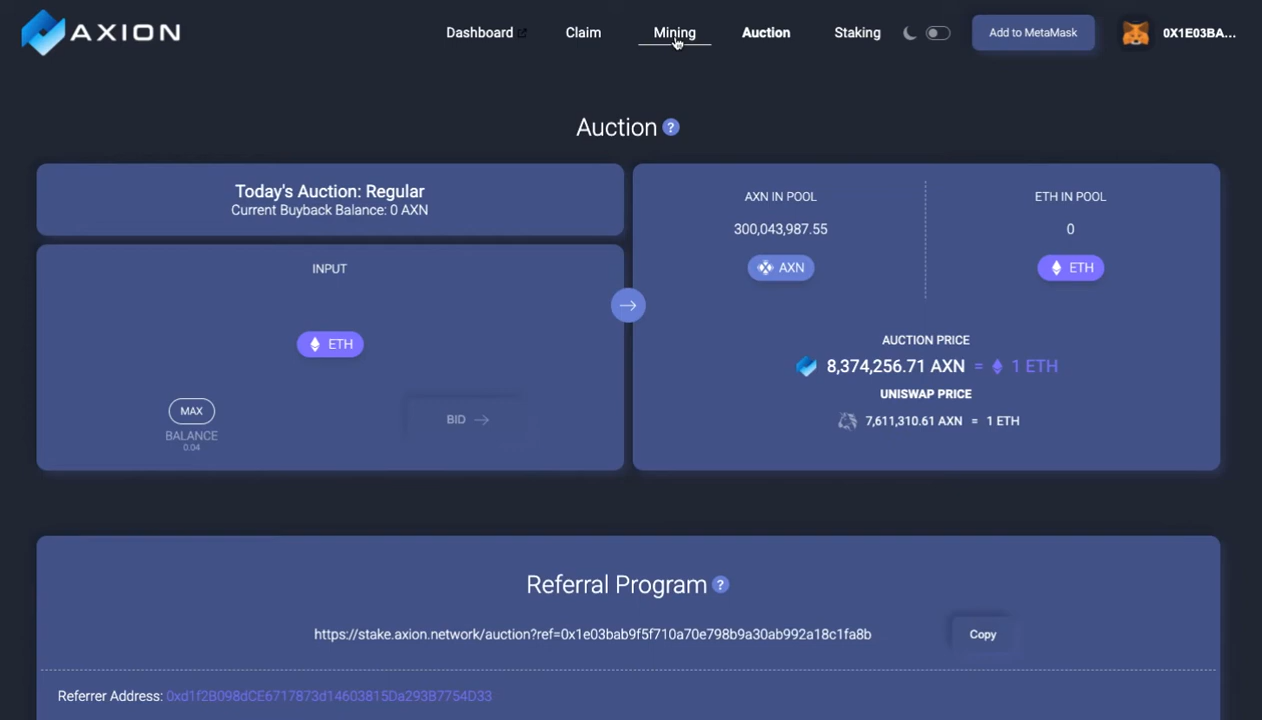 AXION
Dashboard
Claim
Mining
Auction
Staking
Add to MetaMask
0X1E03BA...
Auction ?
Today's Auction: Regular
Current Buyback Balance: 0 AXN
INPUT
ETH
MAX
BALANCE
0.04
BID
AXN IN POOL
300,043,987.55
AXN
ETH IN POOL
0
ETH
AUCTION PRICE
8,374,256.71 AXN = 1 ETH
UNISWAP PRICE
7,611,310.61 AXN = 1 ETH
Referral Program ?
https://stake.axion.network/auction?ref=0x1e03bab9f5f710a70e798b9a30ab992a18c1fa8b
Copy
Referrer Address: 0xd1f2B098dCE6717873d14603815Da293B7754D33